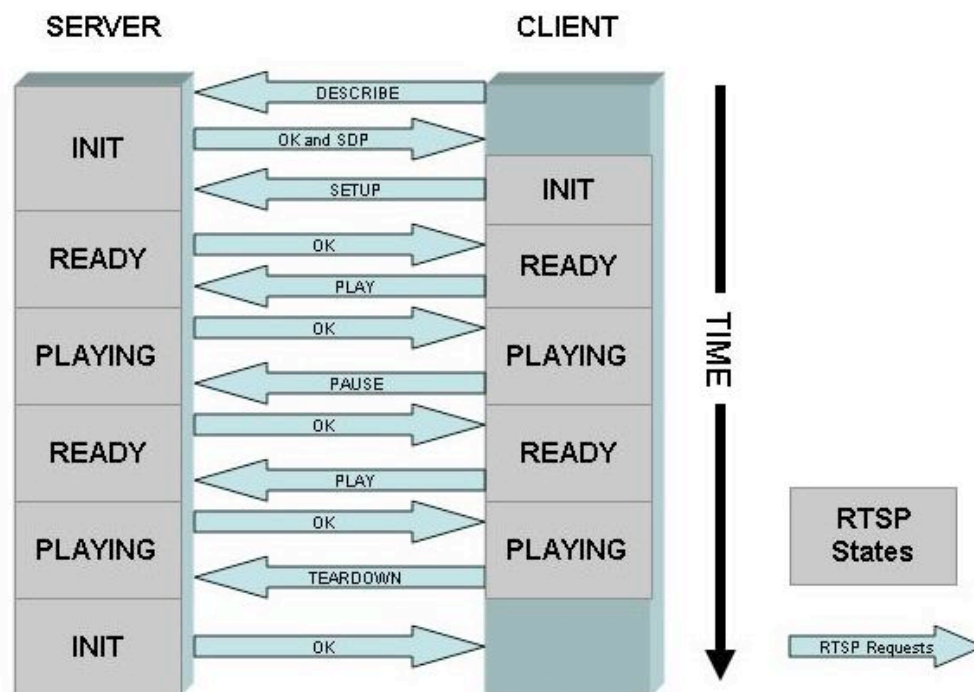 SERVER
CLIENT
DESCRIBE
INIT
OK and SDP
SETUP
INIT
READY
OK
READY
PLAY
PLAYING
OK
PLAYING
PAUSE
READY
OK
READY
PLAY
PLAYING
OK
PLAYING
TEARDOWN
INIT
OK
TIME
RTSP
States
RTSP Requests